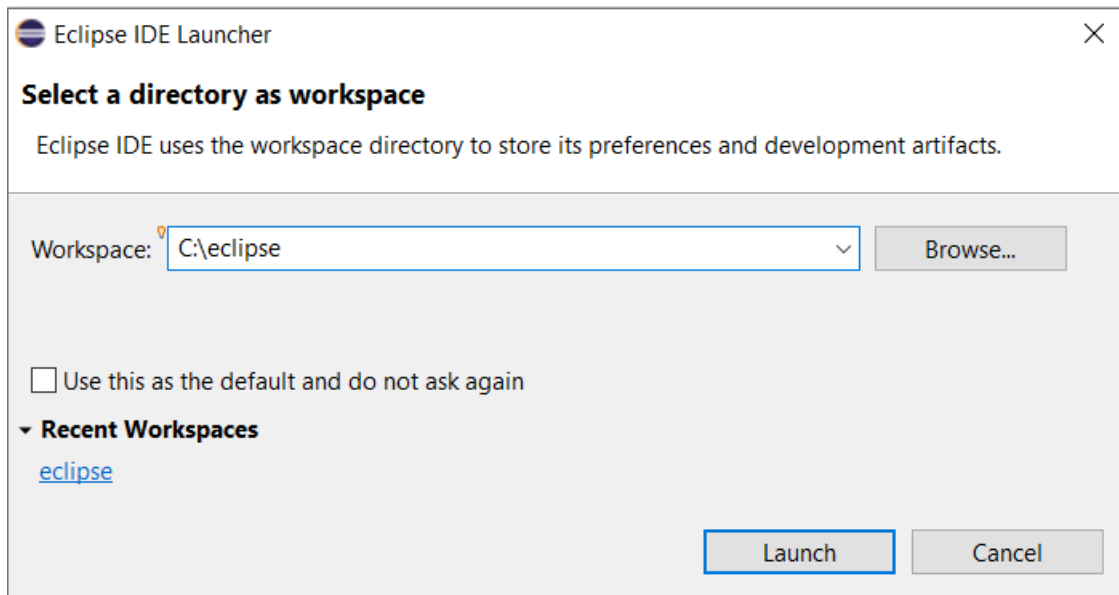 Eclipse IDE Launcher
Select a directory as workspace
Eclipse IDE uses the workspace directory to store its preferences and development artifacts.
Workspace: C:\eclipse Browse...
Use this as the default and do not ask again
Recent Workspaces
eclipse
Launch Cancel